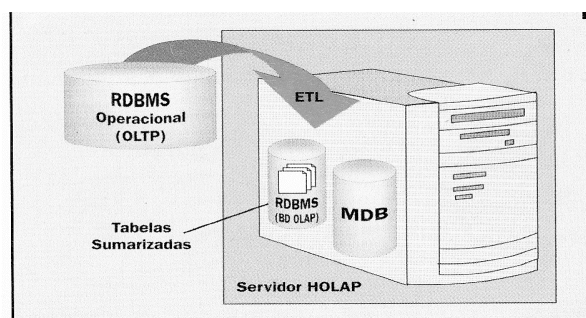 RDBMS
Operacional
(OLTP)
ETL
RDBMS
(BD OLAP)
MDB
Tabelas
Sumarizadas
Servidor HOLAP